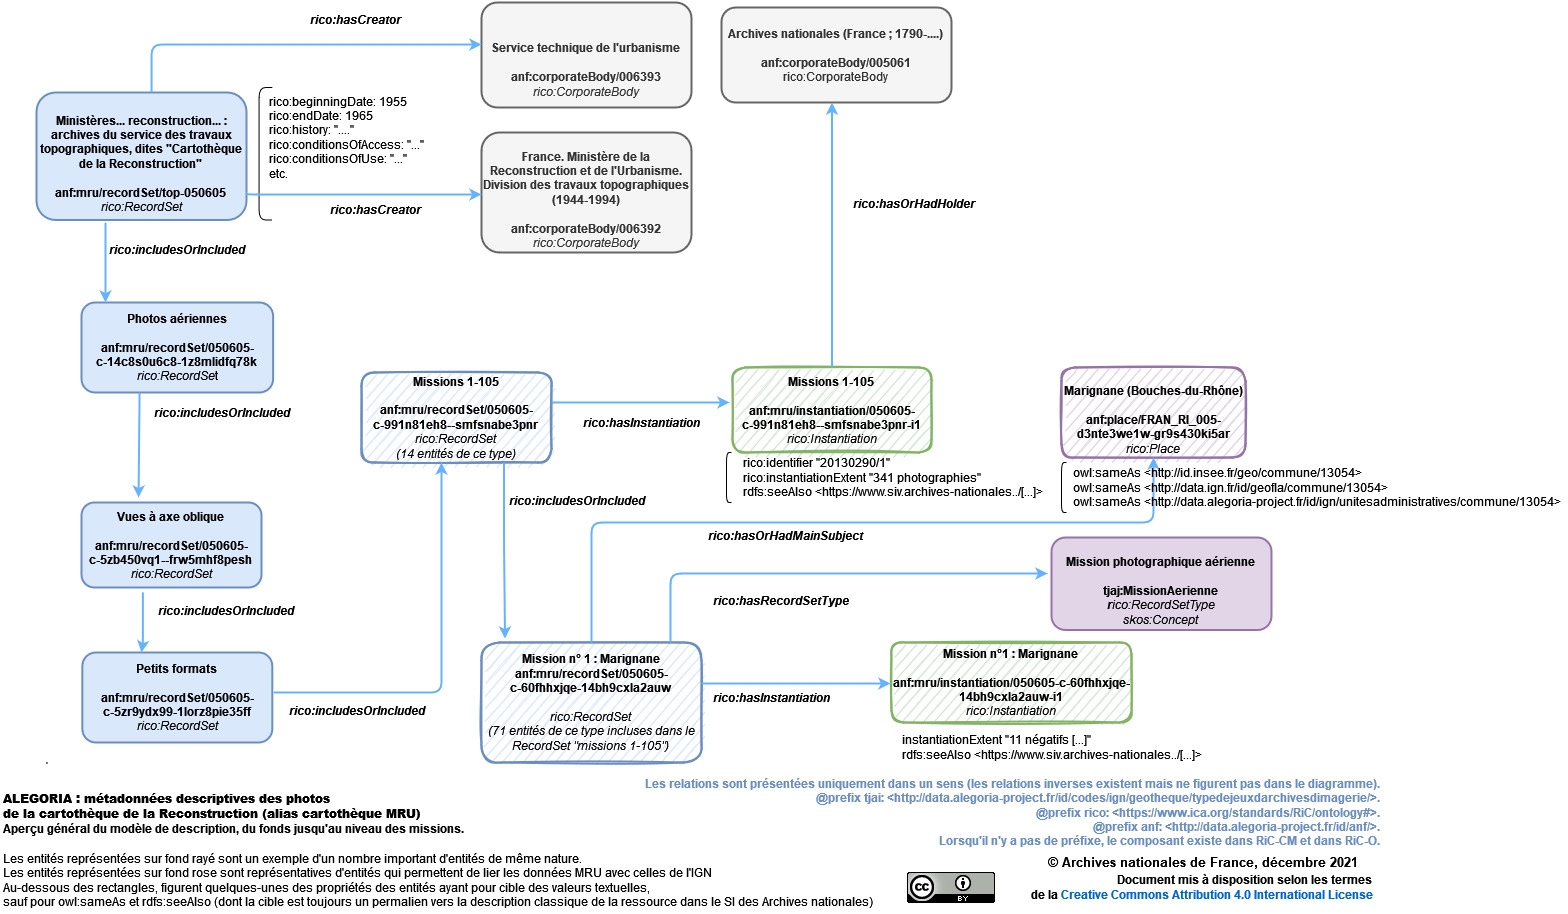 rico:hasCreator
Service technique de l'urbanisme
anf:corporateBody/006393
rico:CorporateBody
Archives nationales (France ; 1790-....)
anf:corporateBody/005061
rico:CorporateBody
Ministères... reconstruction... :
archives du service des travaux
topographiques, dites "Cartothèque
de la Reconstruction"
anf:mru/recordSet/top-050605
rico:RecordSet
rico:beginningDate: 1955
rico:endDate: 1965
rico:history: "...."
rico:conditionsOfAccess: "..."
rico:conditionsOfUse: "..."
etc.
rico:hasCreator
France. Ministère de la
Reconstruction et de l'Urbanisme.
Division des travaux topographiques
(1944-1994)
anf:corporateBody/006392
rico:CorporateBody
rico:hasOrHadHolder
rico:includesOrIncluded
Photos aériennes
anf:mru/recordSet/050605-
c-14c8s0u6c8-1z8mlidfq78k
rico:RecordSet
rico:includesOrIncluded
Vues à axe oblique
anf:mru/recordSet/050605-
c-5zb450vq1--frw5mhf8pesh
rico:RecordSet
rico:includesOrIncluded
Petits formats
anf:mru/recordSet/050605-
c-5zr9ydx99-1lorz8pie35ff
rico:RecordSet
rico:includesOrIncluded
Missions 1-105
anf:mru/recordSet/050605-
c-991n81eh8--smfsnabe3pnr
rico:RecordSet
(14 entités de ce type)
rico:hasInstantiation
Missions 1-105
anf:mru/instantiation/050605-
c-991n81eh8--smfsnabe3pnr-i1
rico:Instantiation
rico:identifier "20130290/1"
rico:instantiationExtent "341 photographies"
rdfs:seeAlso <https://www.siv.archives-nationales../[...]>
Marignane (Bouches-du-Rhône)
anf:place/FRAN_RI_005-
d3nte3we1w-gr9s430ki5ar
rico:Place
owl:sameAs <http://id.insee.fr/geo/commune/13054>
owl:sameAs <http://data.ign.fr/id/geofla/commune/13054>
owl:sameAs <http://data.alegoria-project.fr/id/ign/unitesadministratives/commune/13054>
rico:includesOrIncluded
rico:hasOrHadMainSubject
rico:hasRecordSetType
Mission photographique aérienne
tjaj:MissionAerienne
rico:RecordSetType
skos:Concept
Mission n° 1 : Marignane
anf:mru/recordSet/050605-
c-60fhhxjqe-14bh9cxla2auw
rico:RecordSet
(71 entités de ce type incluses dans le
RecordSet "missions 1-105")
rico:hasInstantiation
Mission n°1 : Marignane
anf:mru/instantiation/050605-c-60fhhxjqe-
14bh9cxla2auw-i1
rico:Instantiation
instantiationExtent "11 négatifs [...]"
rdfs:seeAlso <https://www.siv.archives-nationales../[...]>
.
ALEGORIA : métadonnées descriptives des photos
de la cartothèque de la Reconstruction (alias cartothèque MRU)
Aperçu général du modèle de description, du fonds jusqu'au niveau des missions.
Les entités représentées sur fond rayé sont un exemple d'un nombre important d'entités de même nature.
Les entités représentées sur fond rose sont représentatives d'entités qui permettent de lier les données MRU avec celles de l'IGN
Au-dessous des rectangles, figurent quelques-unes des propriétés des entités ayant pour cible des valeurs textuelles,
sauf pour owl:sameAs et rdfs:seeAlso (dont la cible est toujours un permalien vers la description classique de la ressource dans le SI des Archives nationales)
Les relations sont présentées uniquement dans un sens (les relations inverses existent mais ne figurent pas dans le diagramme).
@prefix tjai: <http://data.alegoria-project.fr/id/codes/ign/geotheque/typedejeuxdarchivesdimagerie/>.
@prefix rico: <https://www.ica.org/standards/RiC/ontology#>.
@prefix anf: <http://data.alegoria-project.fr/id/anf/>.
Lorsqu'il n'y a pas de préfixe, le composant existe dans RiC-CM et dans RiC-O.
© Archives nationales de France, décembre 2021
Document mis à disposition selon les termes
de la Creative Commons Attribution 4.0 International License
cc
BY